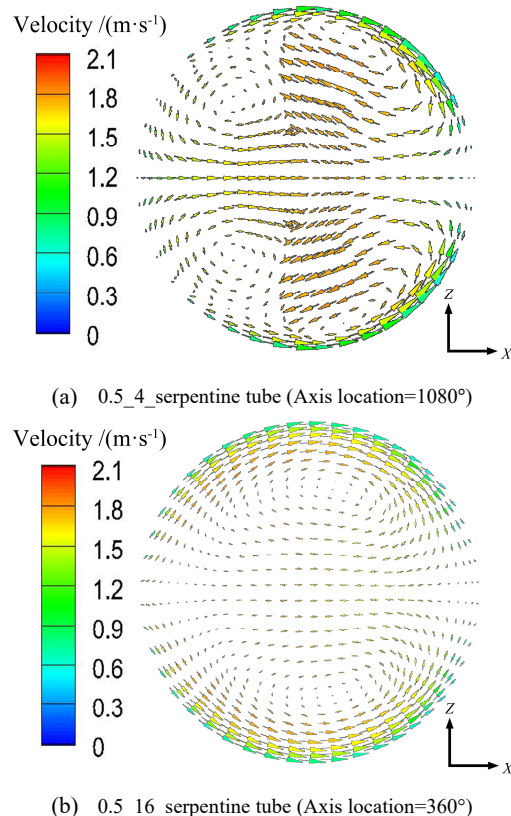 Velocity /(m·s⁻¹)
2.1
1.8
1.5
1.2
0.9
0.6
0.3
0
Z
X
(a) 0.5_4_serpentine tube (Axis location=1080°)
Velocity /(m·s⁻¹)
2.1
1.8
1.5
1.2
0.9
0.6
0.3
0
Z
X
(b) 0.5_16_serpentine tube (Axis location=360°)